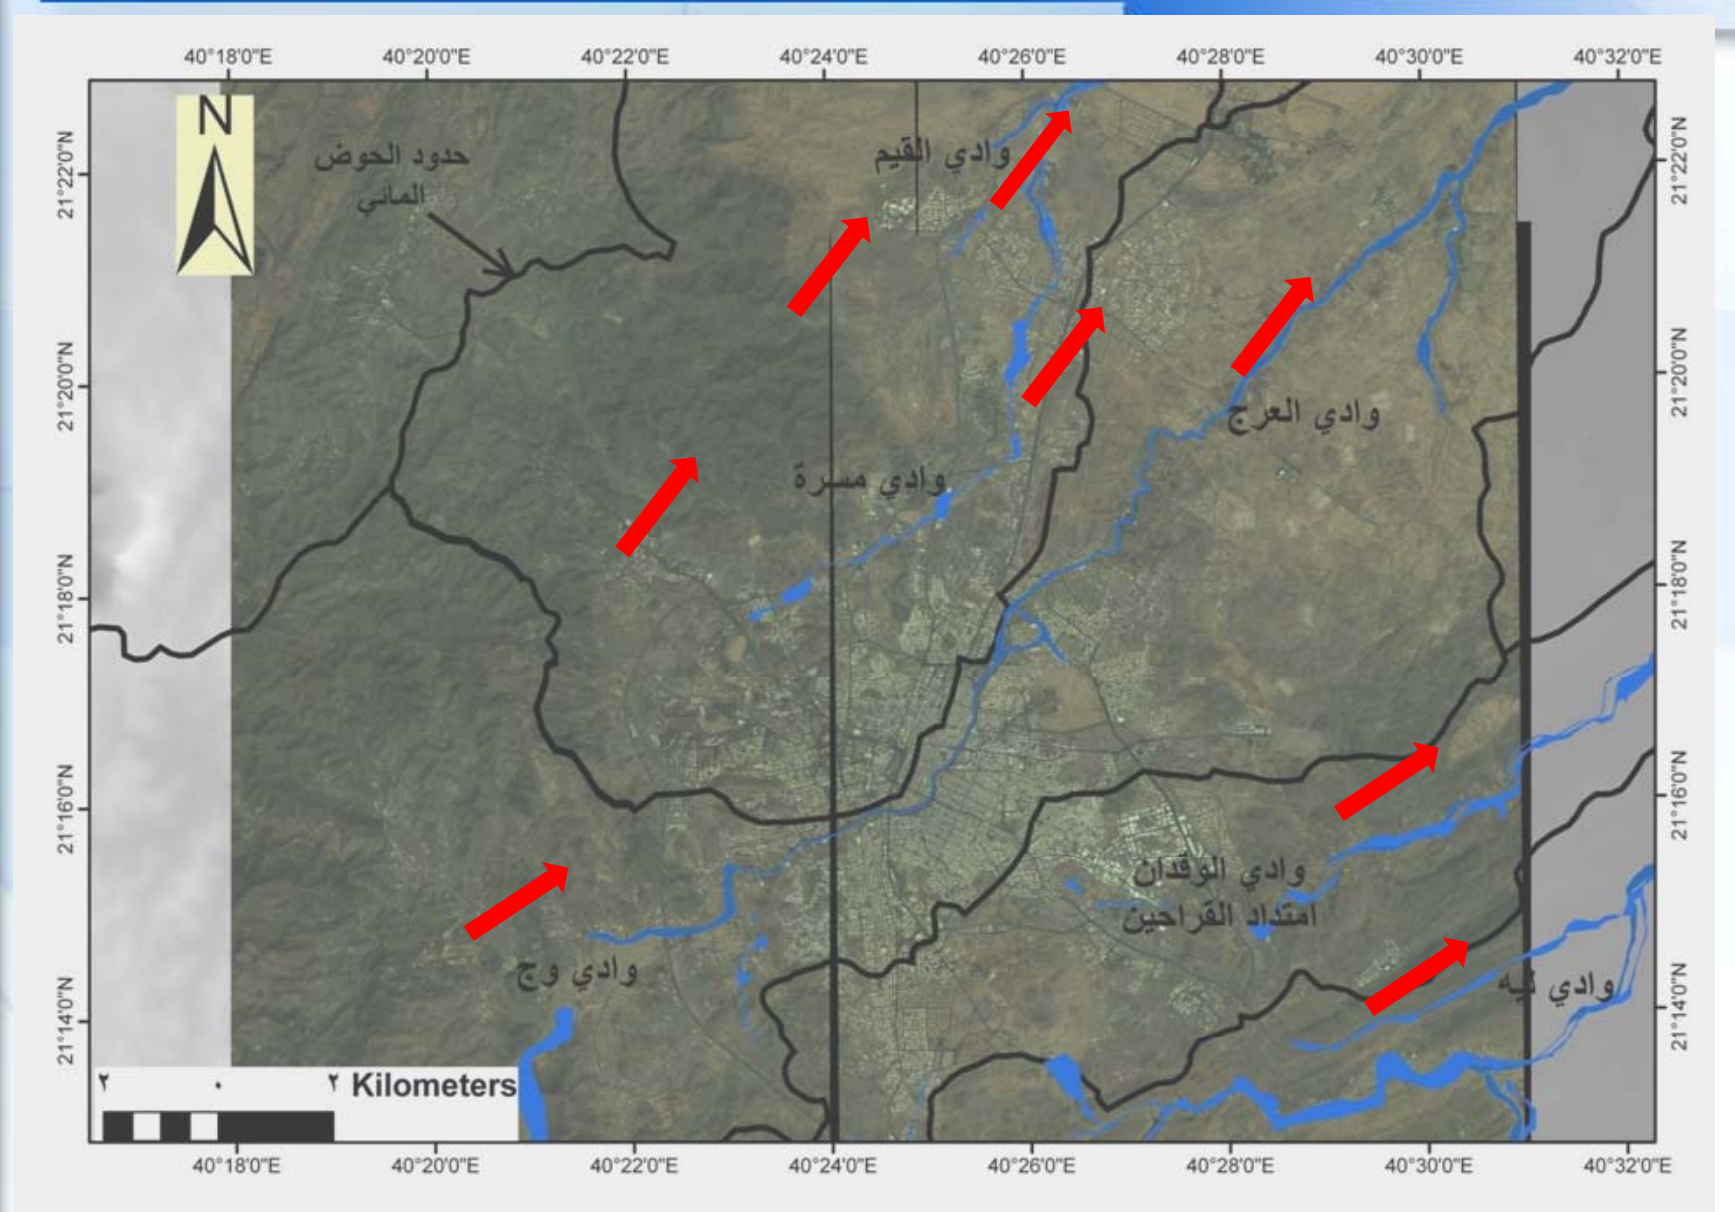 40°18'0"E 40°20'0"E 40°22'0"E 40°24'0"E 40°26'0"E 40°28'0"E 40°30'0"E 40°32'0"E
N
حدود الحوض
المائي
وادي القيم
21°22'0"N 21°22'0"N
21°20'0"N 21°20'0"N
وادي العرج
وادي مسرة
21°18'0"N 21°18'0"N
21°16'0"N 21°16'0"N
وادي الوقدان
امتداد القراحين
وادي وج
وادي ليه
21°14'0"N 21°14'0"N
٢ ٠ ٢ Kilometers
40°18'0"E 40°20'0"E 40°22'0"E 40°24'0"E 40°26'0"E 40°28'0"E 40°30'0"E 40°32'0"E